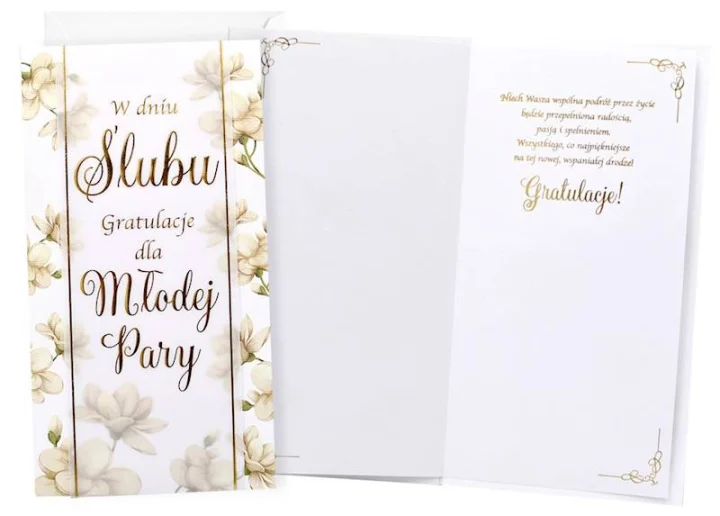 W dniu
Ślubu
Gratulacje
dla
Młodej
Pary
Niech Wasza wspólna podróż przez życie
będzie przepełniona radością,
pasją i spełnieniem.
Wszystkiego, co najpiękniejsze
na tej nowej, wspaniałej drodze!
Gratulacje!